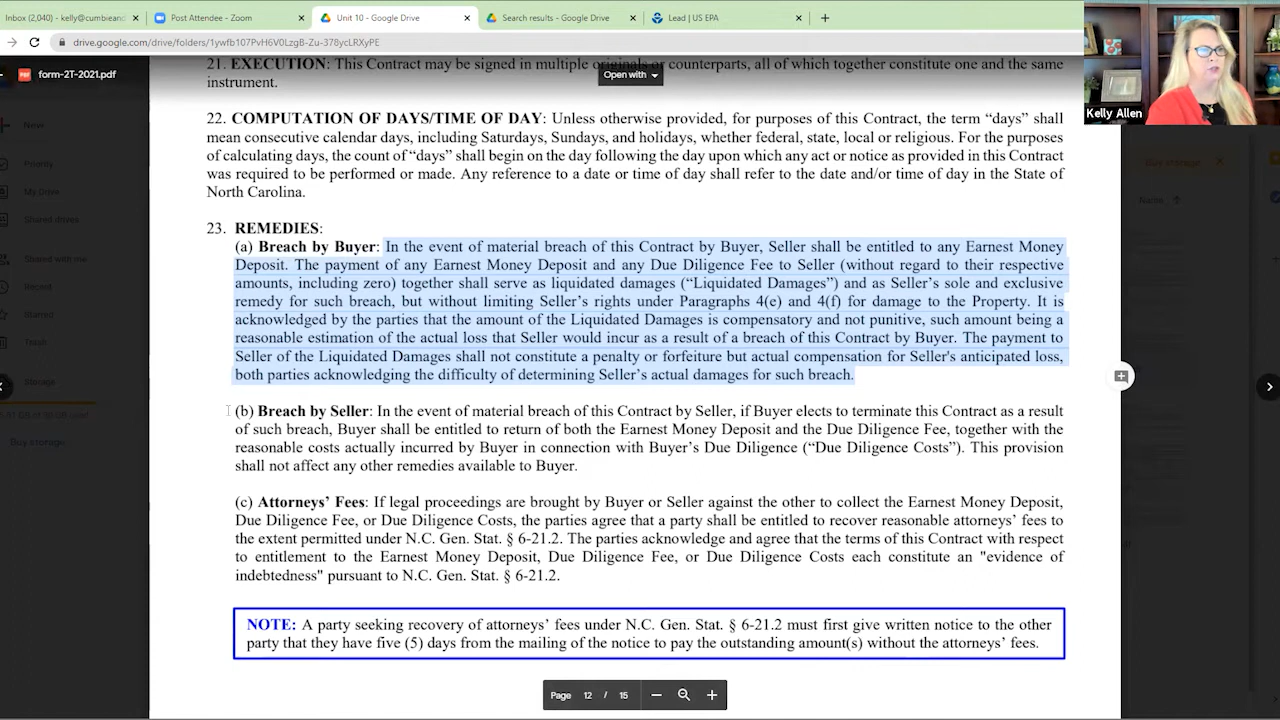 Inbox (2,040) - kelly@cumbieand
Post Attendee - Zoom
Unit 10 - Google Drive
Search results - Google Drive
Lead | US EPA
drive.google.com/drive/folders/1ywfb107PvH6V0LzgB-Zu-378ycLRXyPE
form-2T-2021.pdf
Open with
Kelly Allen
21. EXECUTION: This Contract may be signed in multiple originals or counterparts, all of which together constitute one and the same
instrument.
22. COMPUTATION OF DAYS/TIME OF DAY: Unless otherwise provided, for purposes of this Contract, the term “days” shall
mean consecutive calendar days, including Saturdays, Sundays, and holidays, whether federal, state, local or religious. For the purposes
of calculating days, the count of “days” shall begin on the day following the day upon which any act or notice as provided in this Contract
was required to be performed or made. Any reference to a date or time of day shall refer to the date and/or time of day in the State of
North Carolina.
23. REMEDIES:
(a) Breach by Buyer: In the event of material breach of this Contract by Buyer, Seller shall be entitled to any Earnest Money
Deposit. The payment of any Earnest Money Deposit and any Due Diligence Fee to Seller (without regard to their respective
amounts, including zero) together shall serve as liquidated damages (“Liquidated Damages”) and as Seller’s sole and exclusive
remedy for such breach, but without limiting Seller’s rights under Paragraphs 4(e) and 4(f) for damage to the Property. It is
acknowledged by the parties that the amount of the Liquidated Damages is compensatory and not punitive, such amount being a
reasonable estimation of the actual loss that Seller would incur as a result of a breach of this Contract by Buyer. The payment to
Seller of the Liquidated Damages shall not constitute a penalty or forfeiture but actual compensation for Seller's anticipated loss,
both parties acknowledging the difficulty of determining Seller’s actual damages for such breach.
(b) Breach by Seller: In the event of material breach of this Contract by Seller, if Buyer elects to terminate this Contract as a result
of such breach, Buyer shall be entitled to return of both the Earnest Money Deposit and the Due Diligence Fee, together with the
reasonable costs actually incurred by Buyer in connection with Buyer’s Due Diligence (“Due Diligence Costs”). This provision
shall not affect any other remedies available to Buyer.
(c) Attorneys’ Fees: If legal proceedings are brought by Buyer or Seller against the other to collect the Earnest Money Deposit,
Due Diligence Fee, or Due Diligence Costs, the parties agree that a party shall be entitled to recover reasonable attorneys’ fees to
the extent permitted under N.C. Gen. Stat. § 6-21.2. The parties acknowledge and agree that the terms of this Contract with respect
to entitlement to the Earnest Money Deposit, Due Diligence Fee, or Due Diligence Costs each constitute an "evidence of
indebtedness" pursuant to N.C. Gen. Stat. § 6-21.2.
NOTE: A party seeking recovery of attorneys’ fees under N.C. Gen. Stat. § 6-21.2 must first give written notice to the other
party that they have five (5) days from the mailing of the notice to pay the outstanding amount(s) without the attorneys’ fees.
Page 12 / 15
New
Priority
My Drive
Shared drives
Shared with me
Recent
Starred
Trash
Storage
Buy storage
Buy storage
Name